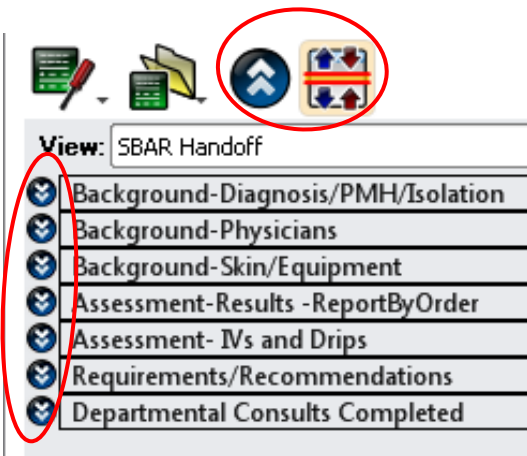 View: SBAR Handoff
Background-Diagnosis/PMH/Isolation
Background-Physicians
Background-Skin/Equipment
Assessment-Results -ReportByOrder
Assessment- IVs and Drips
Requirements/Recommendations
Departmental Consults Completed